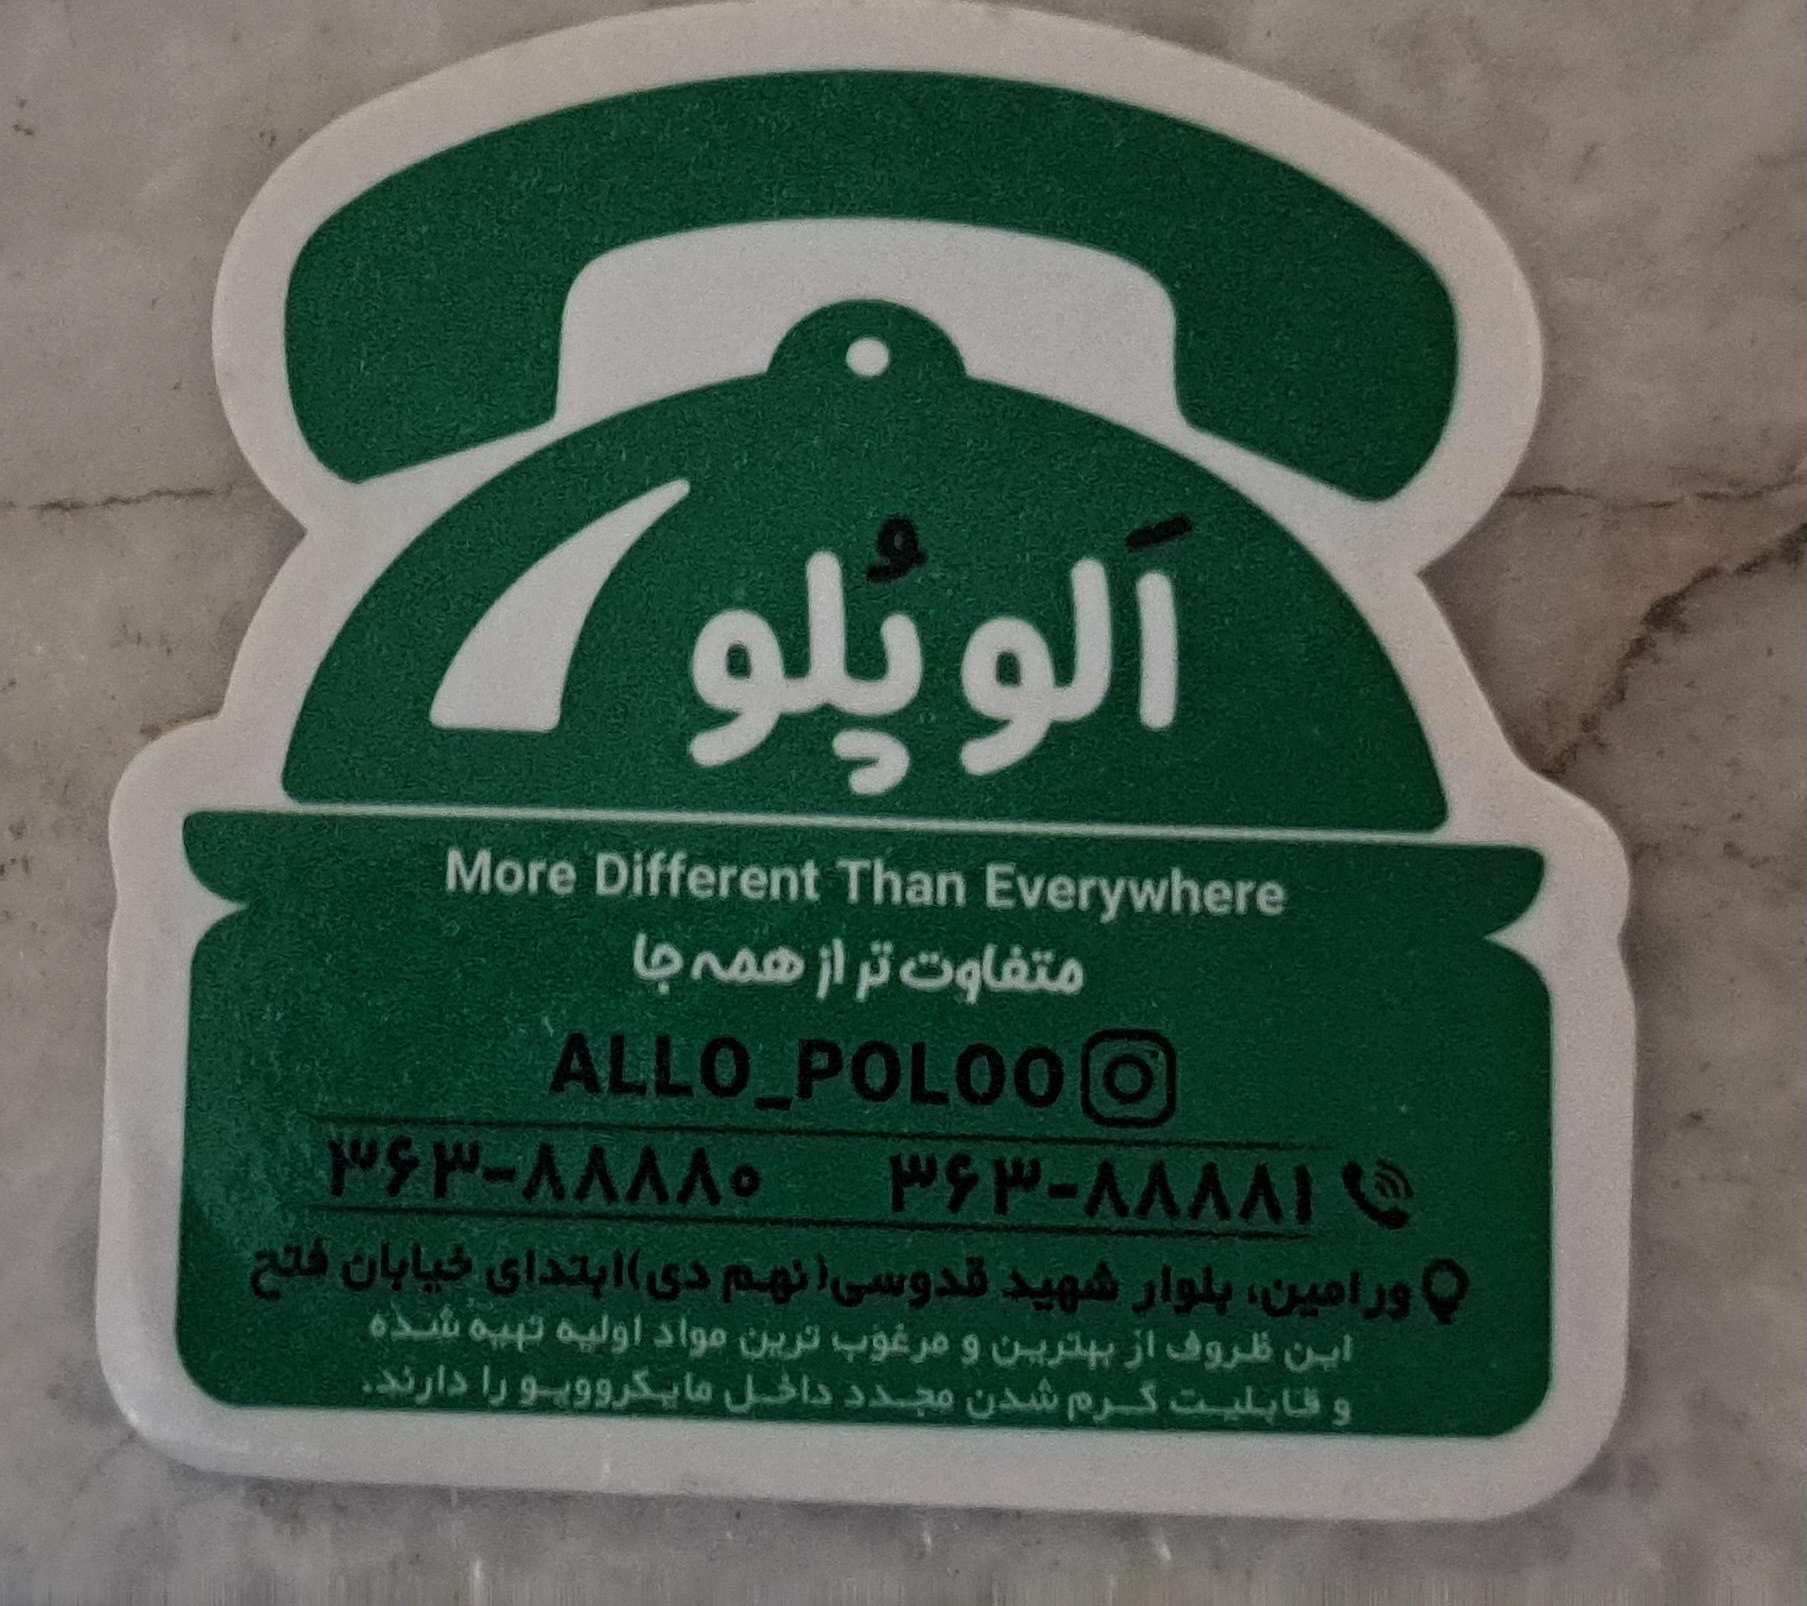 اَلو پُلو
More Different Than Everywhere
متفاوت تر از همه جا
ALLO_POLOO
۳۶۳-۸۸۸۸۰ ۳۶۳-۸۸۸۸۱
ورامین، بلوار شهید قدوسی(نهم دی)ابتدای خیابان فتح
این ظروف از بهترین و مرغوب ترین مواد اولیه تهیه شده
و قابلیت گرم شدن مجدد داخل مایکروویو را دارند.